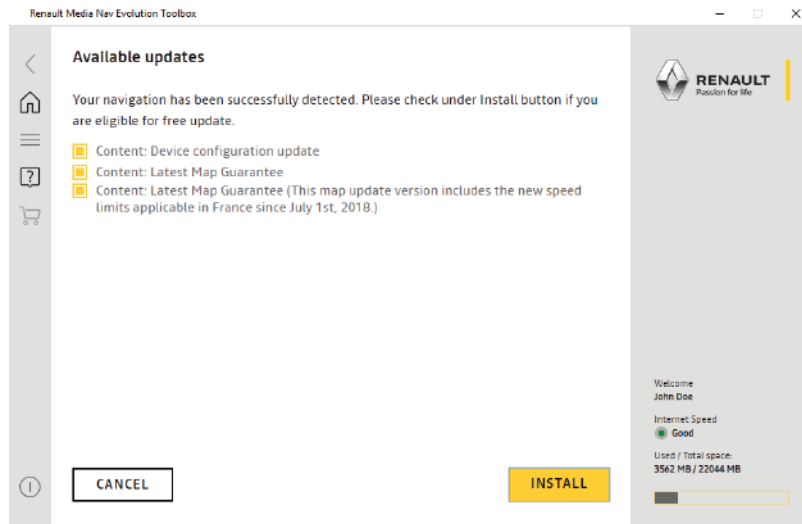 Renault Media Nav Evolution Toolbox
Available updates
Your navigation has been successfully detected. Please check under Install button if you
are eligible for free update.
Content: Device configuration update
Content: Latest Map Guarantee
Content: Latest Map Guarantee (This map update version includes the new speed
limits applicable in France since July 1st, 2018.)
CANCEL
INSTALL
RENAULT
Passion for life
Welcome
John Doe
Internet Speed
Good
Used / Total space:
3562 MB / 22044 MB